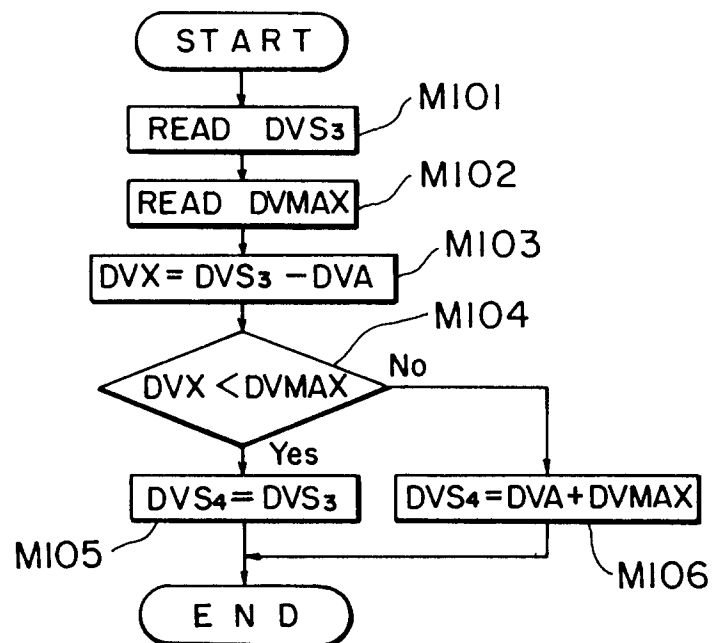 START
M101
READ DVS₃
M102
READ DVMAX
M103
DVX = DVS₃ - DVA
M104
DVX < DVMAX
No
Yes
DVS₄ = DVS₃
DVS₄ = DVA + DVMAX
M105
M106
END